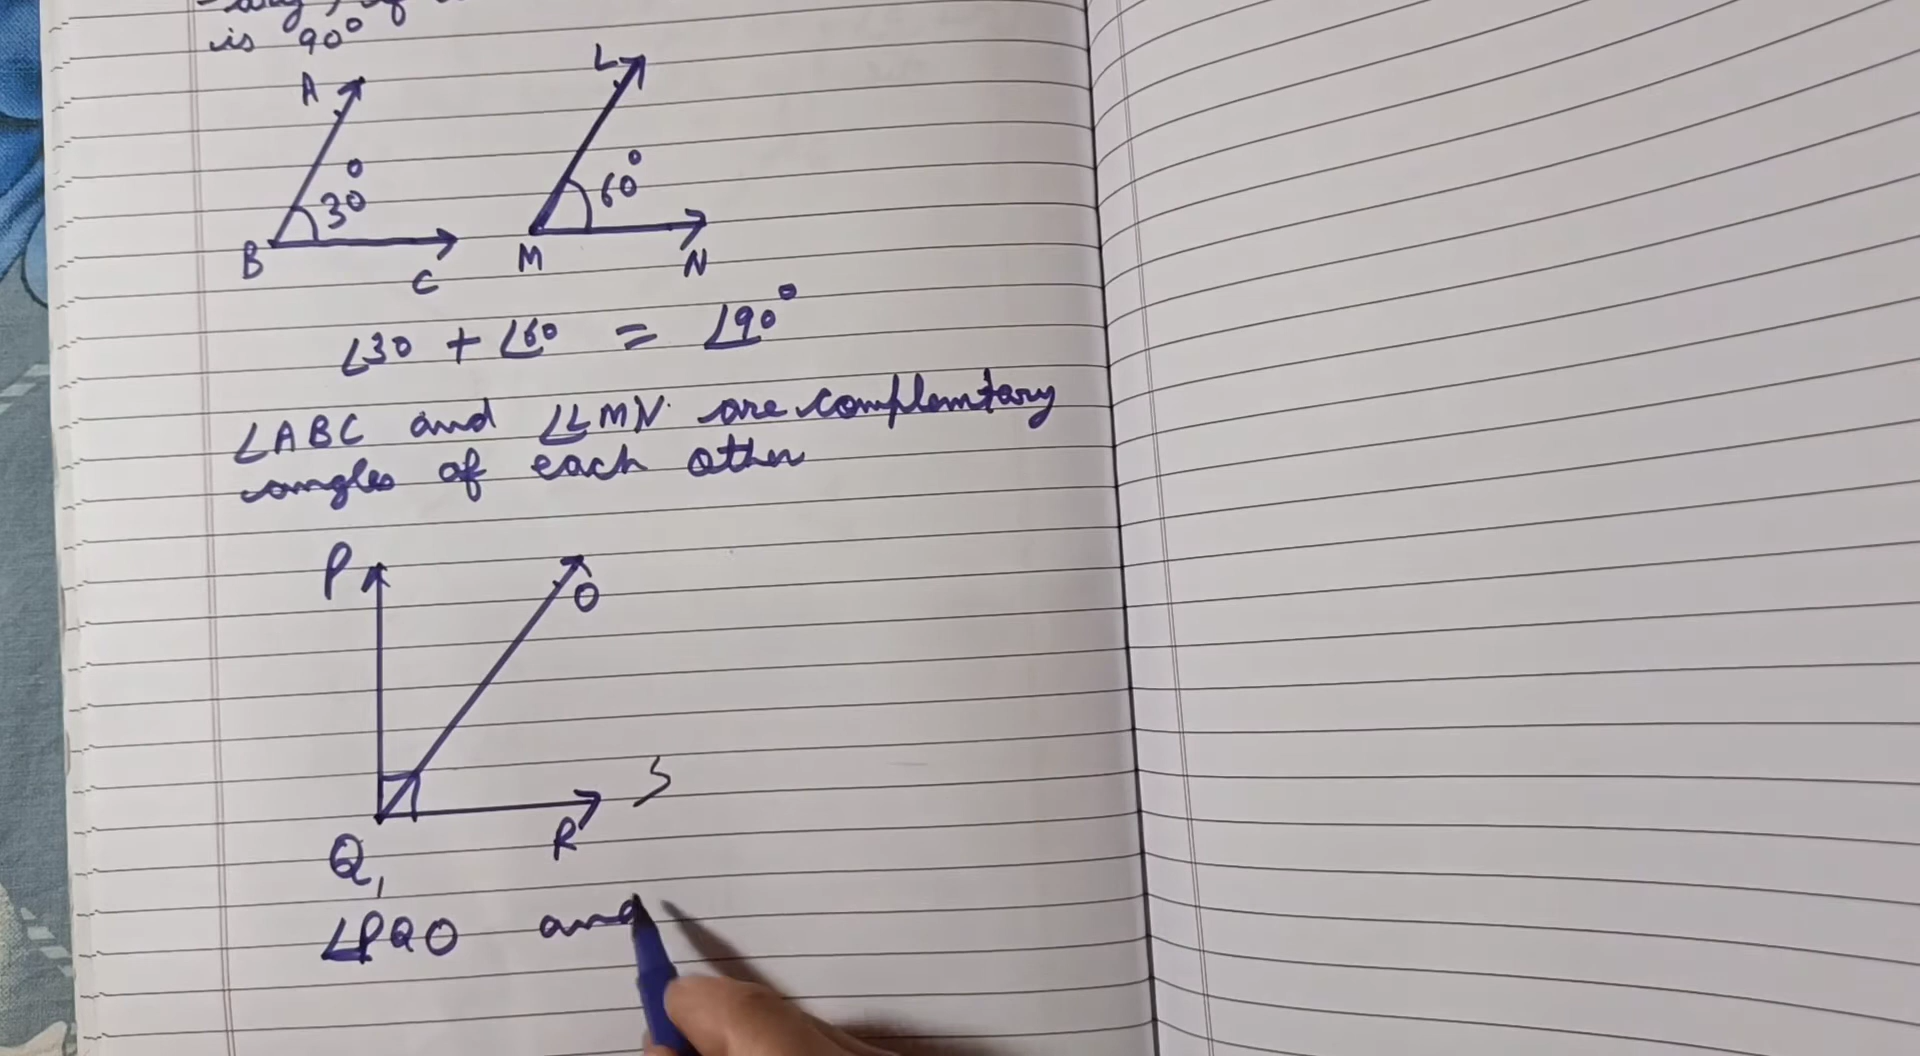 is 90°
A
L
30°
60°
B
C
M
N
∠30 + ∠60 = ∠90°
∠ABC and ∠LMN are complemtary
angles of each other
P
O
S
R
Q
∠PQO and